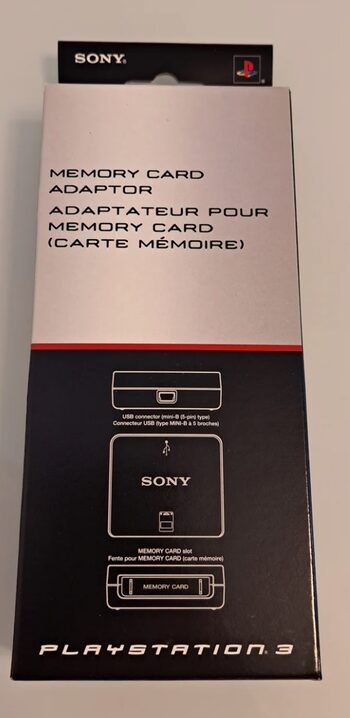 SONY®
MEMORY CARD
ADAPTOR
ADAPTATEUR POUR
MEMORY CARD
(CARTE MÉMOIRE)
USB connector (mini-B (5-pin) type)
Connecteur USB (type MINI-B à 5 broches)
SONY
MEMORY CARD slot
Fente pour MEMORY CARD (carte mémoire)
MEMORY CARD
PLAYSTATION 3